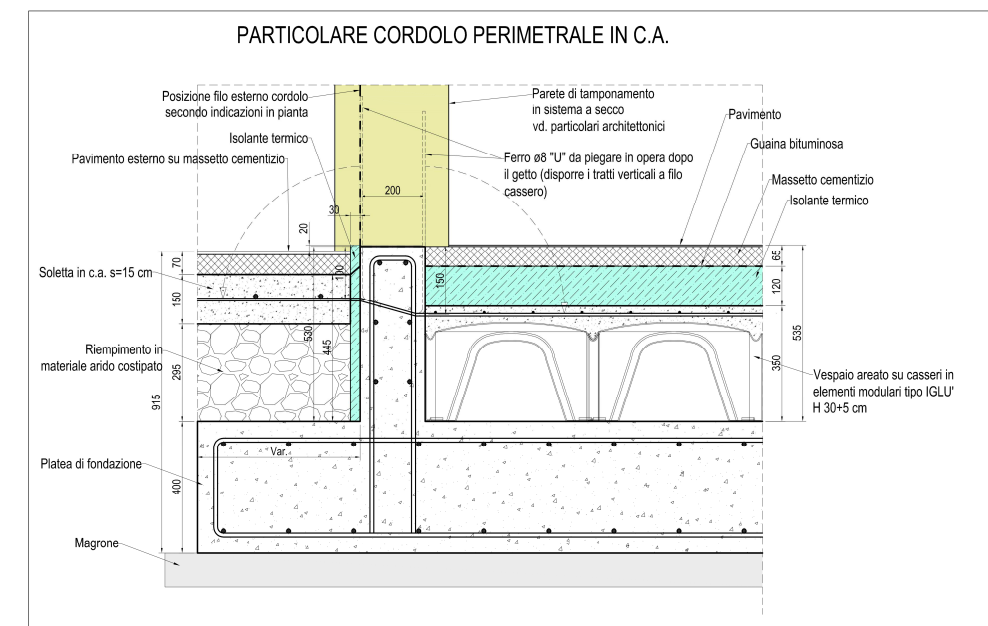 PARTICOLARE CORDOLO PERIMETRALE IN C.A.
Posizione filo esterno cordolo
secondo indicazioni in pianta
Isolante termico
Pavimento esterno su massetto cementizio
Soletta in c.a. s=15 cm
Riempimento in
materiale arido costipato
Platea di fondazione
Magrone
Parete di tamponamento
in sistema a secco
vd. particolari architettonici
Ferro ø8 "U" da piegare in opera dopo
il getto (disporre i tratti verticali a filo
cassero)
Pavimento
Guaina bituminosa
Massetto cementizio
Isolante termico
Vespaio areato su casseri in
elementi modulari tipo IGLU'
H 30+5 cm
200
30
20
70
150
295
915
400
100
530
445
150
65
120
350
535
Var.